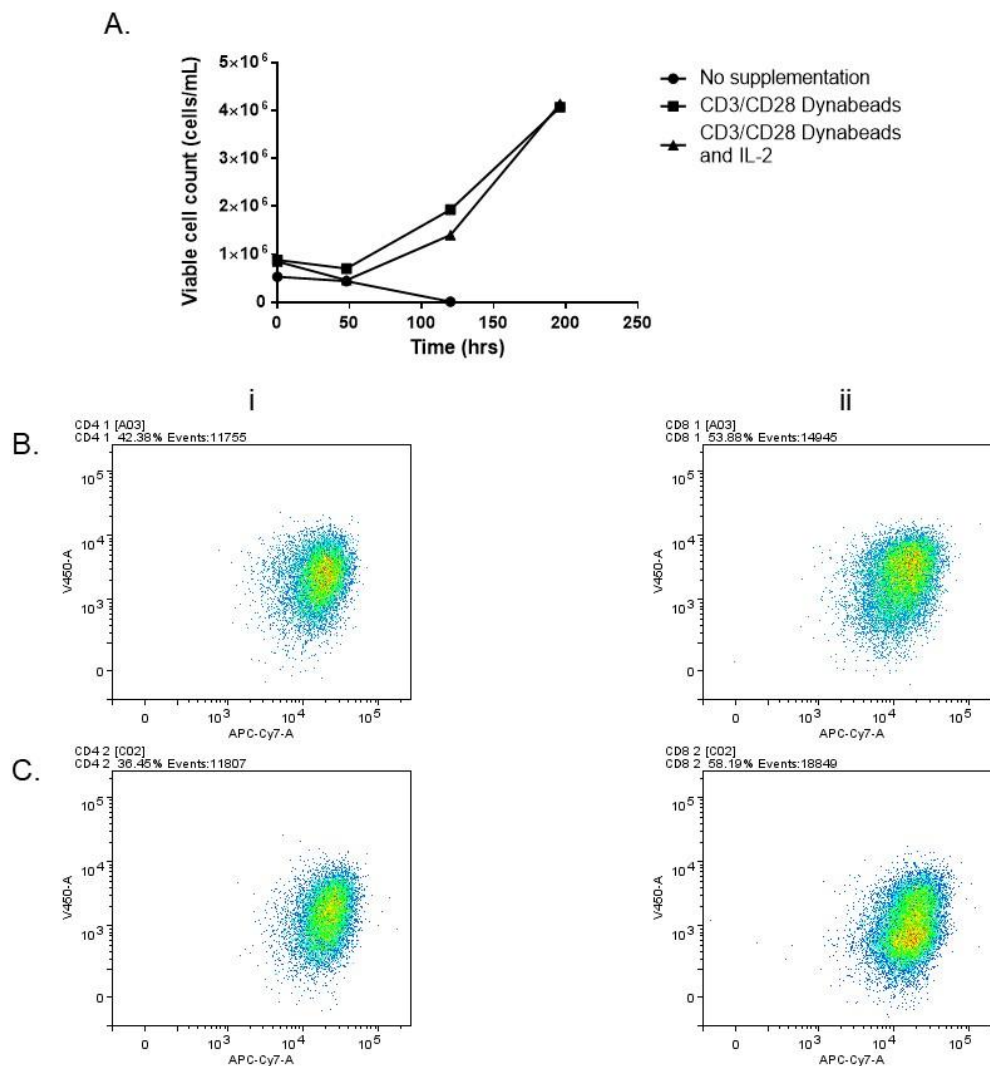 A.
5×10⁶
4×10⁶
3×10⁶
2×10⁶
1×10⁶
0
Viable cell count (cells/mL)
0 50 100 150 200 250
Time (hrs)
No supplementation
CD3/CD28 Dynabeads
CD3/CD28 Dynabeads
and IL-2
i
ii
B.
CD4 1 [A03]
CD4 1 42.38% Events:11755
10⁵
10⁴
10³
0
V450-A
0 10³ 10⁴ 10⁵
APC-Cy7-A
CD8 1 [A03]
CD8 1 53.88% Events:14945
10⁵
10⁴
10³
0
V450-A
0 10³ 10⁴ 10⁵
APC-Cy7-A
C.
CD4 2 [C02]
CD4 2 36.45% Events:11807
10⁵
10⁴
10³
0
V450-A
0 10³ 10⁴ 10⁵
APC-Cy7-A
CD8 2 [C02]
CD8 2 58.19% Events:18849
10⁵
10⁴
10³
0
V450-A
0 10³ 10⁴ 10⁵
APC-Cy7-A